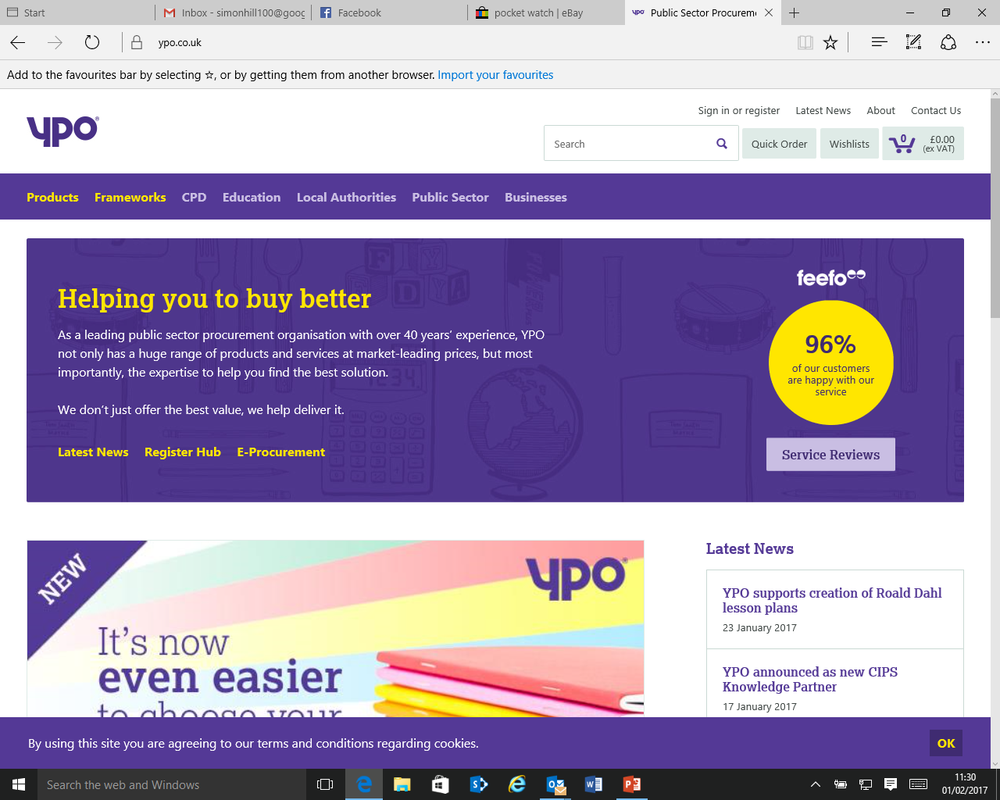 Start
Inbox - simonhill100@goog
Facebook
pocket watch | eBay
ypo Public Sector Procurem
ypo.co.uk
Add to the favourites bar by selecting ☆, or by getting them from another browser. Import your favourites
Sign in or register
Latest News
About
Contact Us
ypo
Search
Quick Order
Wishlists
0
£0.00
(ex VAT)
Products
Frameworks
CPD
Education
Local Authorities
Public Sector
Businesses
Helping you to buy better
As a leading public sector procurement organisation with over 40 years’ experience, YPO
not only has a huge range of products and services at market-leading prices, but most
importantly, the expertise to help you find the best solution.
We don’t just offer the best value, we help deliver it.
Latest News
Register Hub
E-Procurement
feefo
96%
of our customers
are happy with our
service
Service Reviews
NEW
ypo
It’s now
even easier
to choose your
Latest News
YPO supports creation of Roald Dahl
lesson plans
23 January 2017
YPO announced as new CIPS
Knowledge Partner
17 January 2017
By using this site you are agreeing to our terms and conditions regarding cookies.
OK
Search the web and Windows
11:30
01/02/2017